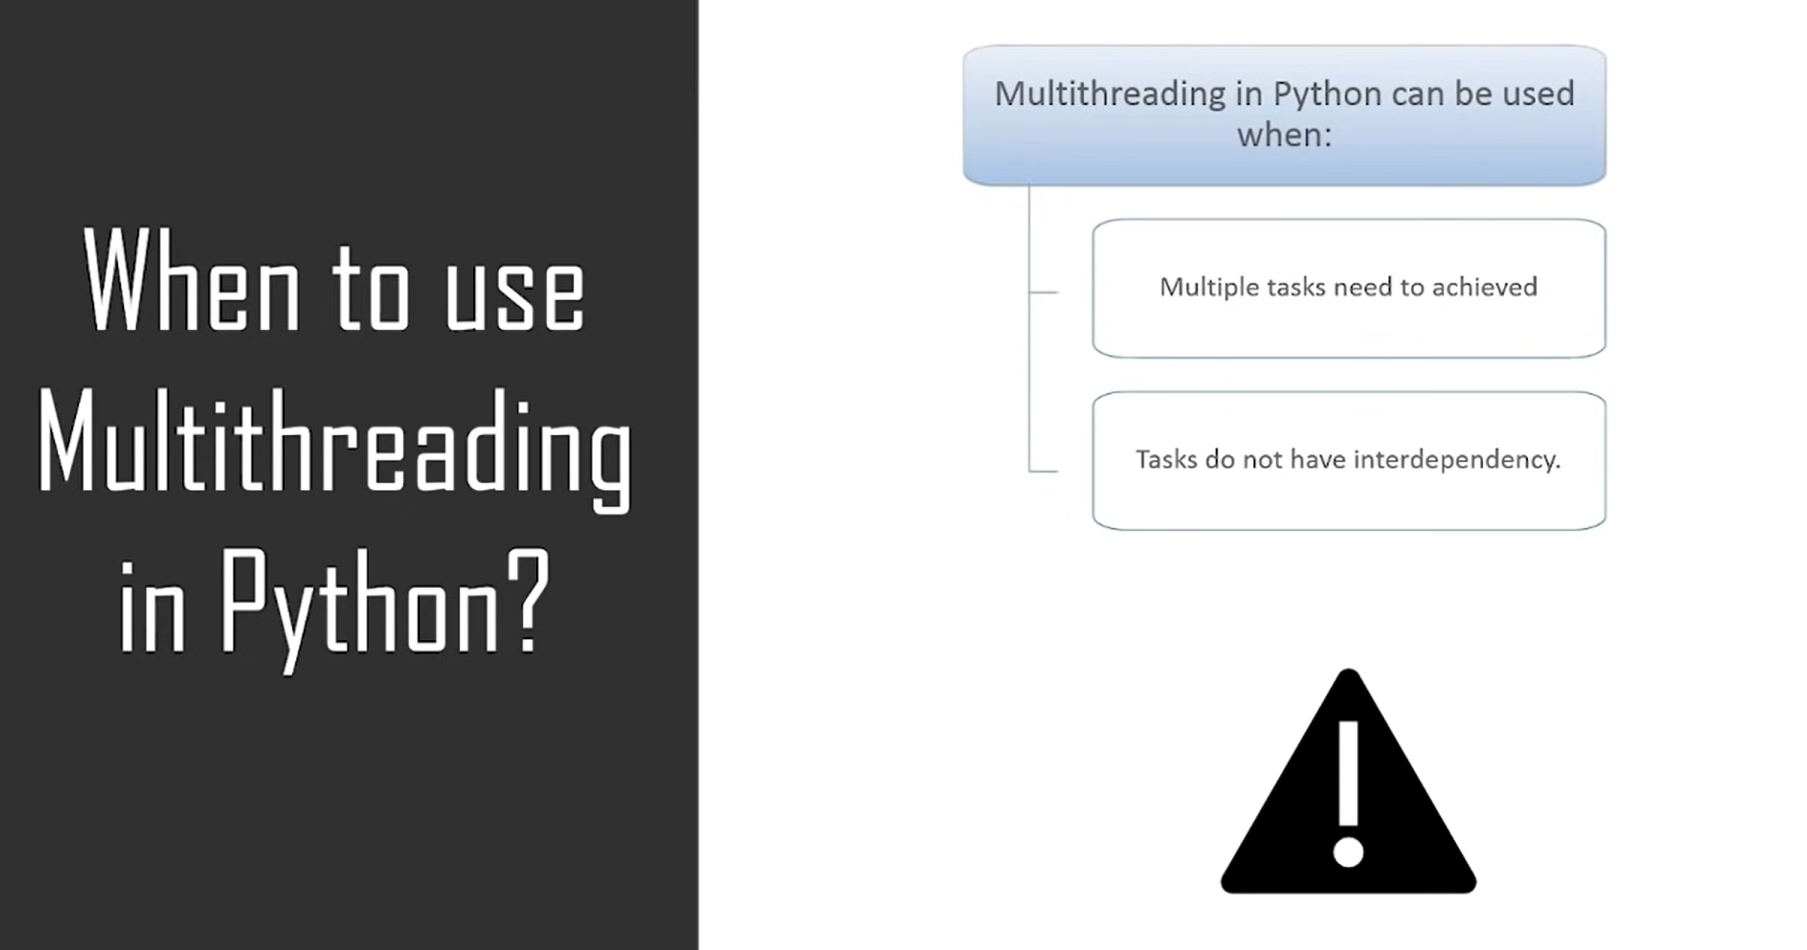 When to use
Multithreading
in Python?
Multithreading in Python can be used
when:
Multiple tasks need to achieved
Tasks do not have interdependency.